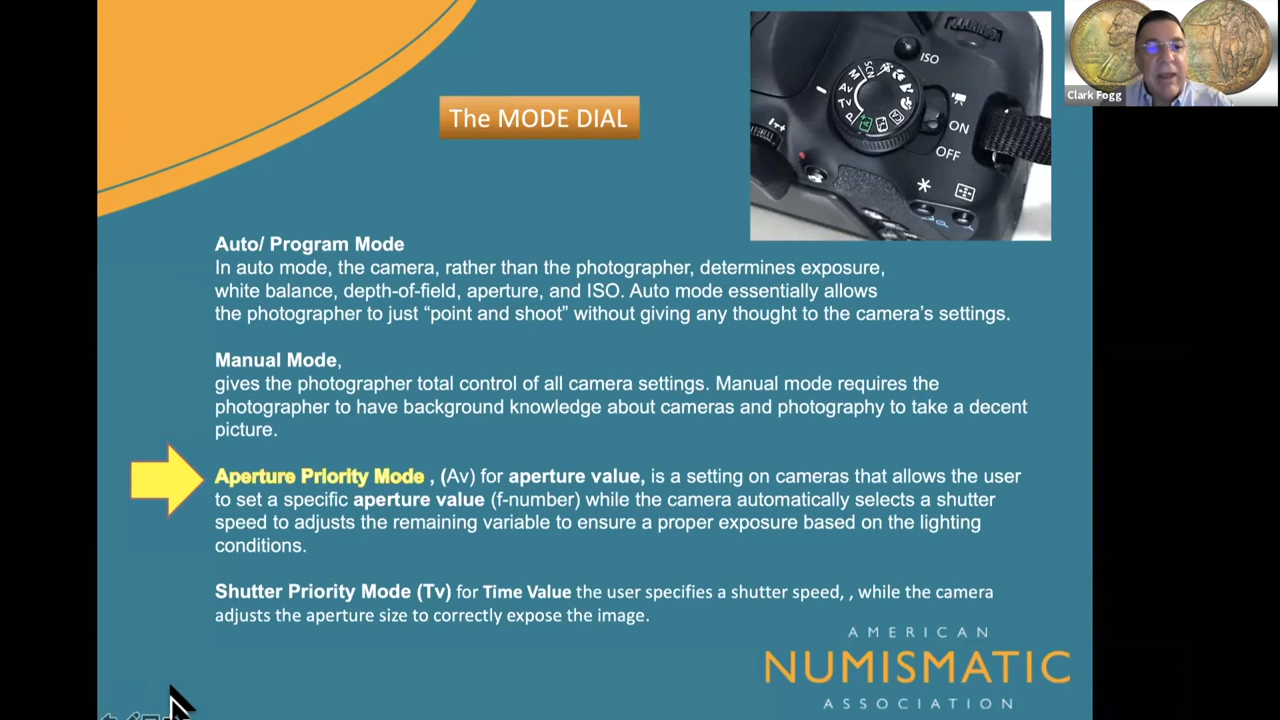 The MODE DIAL
ISO
SCN
M
Av
Tv
P
ON
OFF
Clark Fogg
Auto/ Program Mode
In auto mode, the camera, rather than the photographer, determines exposure,
white balance, depth-of-field, aperture, and ISO. Auto mode essentially allows
the photographer to just “point and shoot” without giving any thought to the camera’s settings.
Manual Mode,
gives the photographer total control of all camera settings. Manual mode requires the
photographer to have background knowledge about cameras and photography to take a decent
picture.
Aperture Priority Mode , (Av) for aperture value, is a setting on cameras that allows the user
to set a specific aperture value (f-number) while the camera automatically selects a shutter
speed to adjusts the remaining variable to ensure a proper exposure based on the lighting
conditions.
Shutter Priority Mode (Tv) for Time Value the user specifies a shutter speed, , while the camera
adjusts the aperture size to correctly expose the image.
AMERICAN
NUMISMATIC
ASSOCIATION